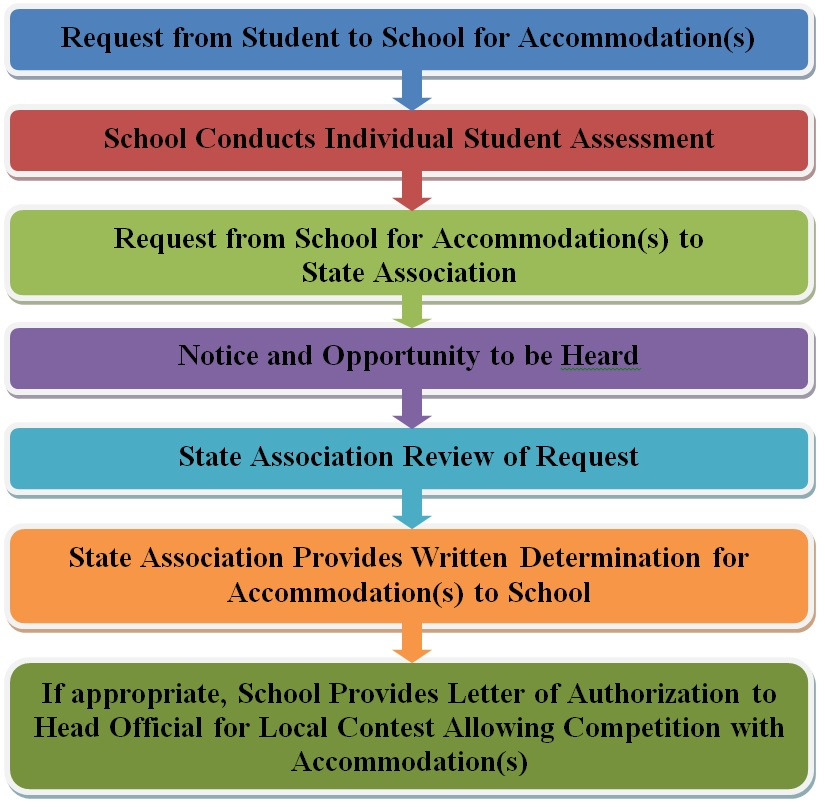 Request from Student to School for Accommodation(s)
School Conducts Individual Student Assessment
Request from School for Accommodation(s) to
State Association
Notice and Opportunity to be Heard
State Association Review of Request
State Association Provides Written Determination for
Accommodation(s) to School
If appropriate, School Provides Letter of Authorization to
Head Official for Local Contest Allowing Competition with
Accommodation(s)